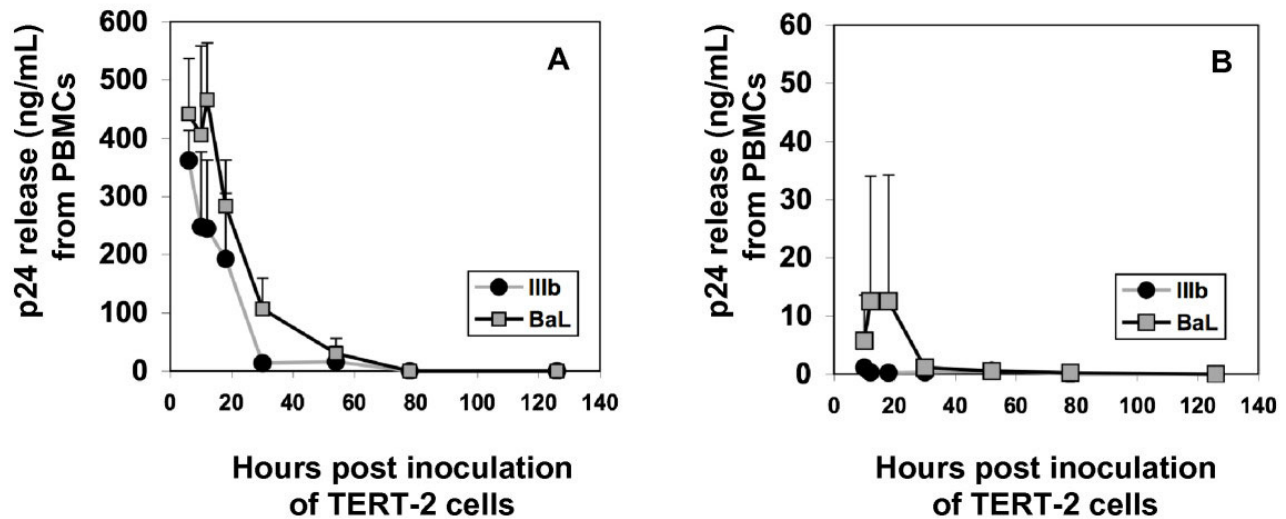 A
p24 release (ng/mL)
from PBMCs
600
500
400
300
200
100
0
0 20 40 60 80 100 120 140
IIIb
BaL
Hours post inoculation
of TERT-2 cells
B
p24 release (ng/mL)
from PBMCs
60
50
40
30
20
10
0
0 20 40 60 80 100 120 140
IIIb
BaL
Hours post inoculation
of TERT-2 cells